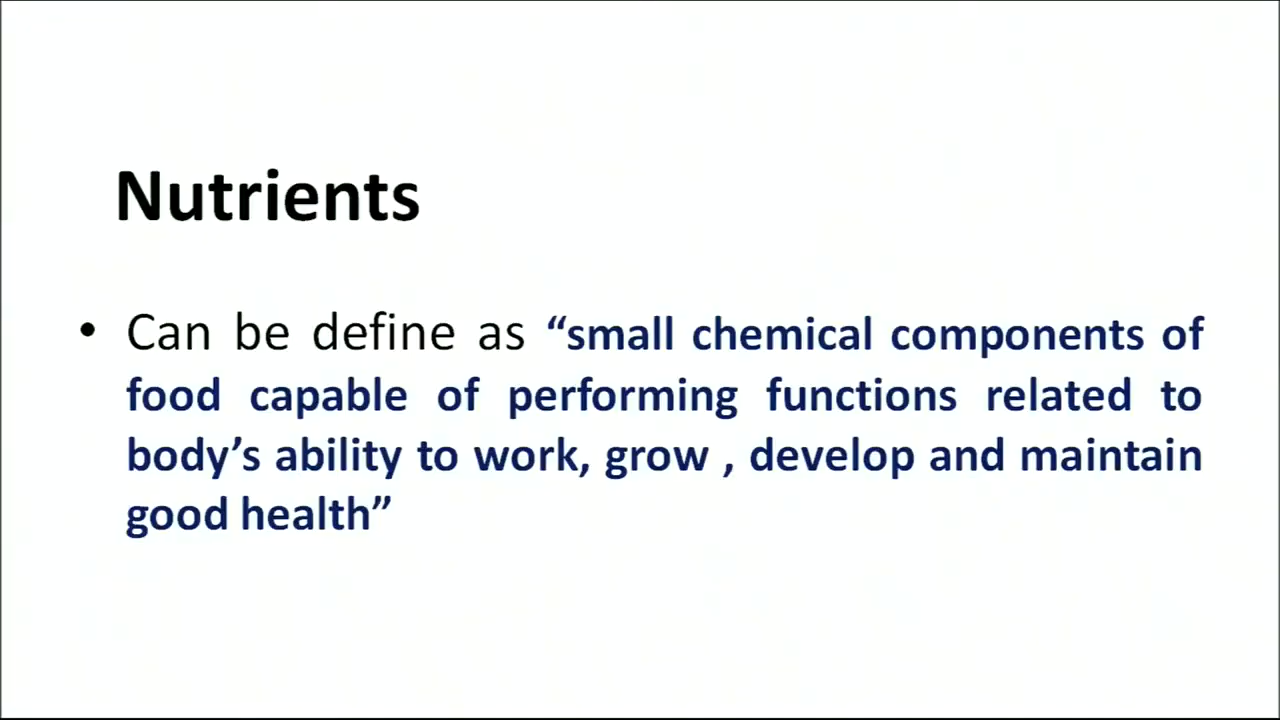 Nutrients
• Can be define as “small chemical components of
food capable of performing functions related to
body’s ability to work, grow , develop and maintain
good health”